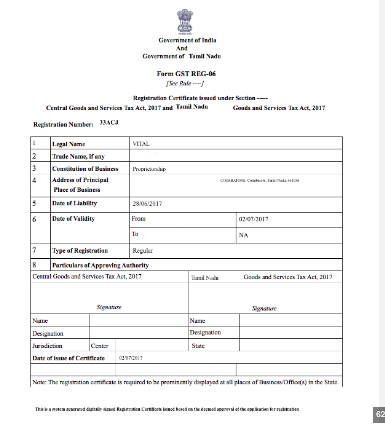 Government of India
And
Government of Tamil Nadu
Form GST REG-06
[See Rule ----]
Registration Certificate issued under Section -----
Central Goods and Services Tax Act, 2017 and Tamil Nadu Goods and Services Tax Act, 2017
Registration Number: 33ACJ
1 Legal Name VITAL
2 Trade Name, if any
3 Constitution of Business Proprietorship
4 Address of Principal Place of Business Coimbatore, Tamil Nadu,
5 Date of Liability 28/06/2017
6 Date of Validity From 02/07/2017
To NA
7 Type of Registration Regular
8 Particulars of Approving Authority
Central Goods and Services Tax Act, 2017 Tamil Nadu Goods and Services Tax Act, 2017
Signature Signature
Name Name
Designation Designation
Jurisdiction Center State
Date of issue of Certificate 02/07/2017
Note: The registration certificate is required to be prominently displayed at all places of Business/Office(s) in the State.
This is a system generated digitally signed Registration Certificate issued based on the deemed approval of the application for registration
62